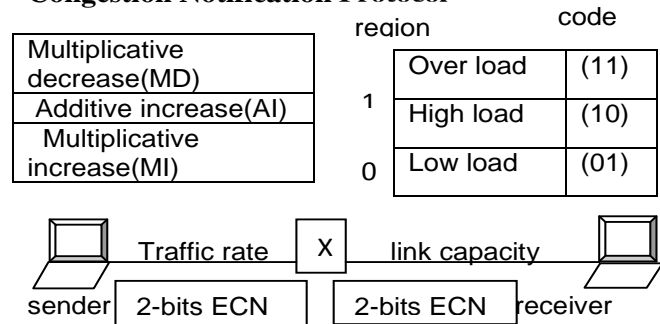 Congestion Notification Protocol
region code
Multiplicative
decrease(MD)
Additive increase(AI)
Multiplicative
increase(MI)
1
0
Over load (11)
High load (10)
Low load (01)
Traffic rate X link capacity
sender 2-bits ECN 2-bits ECN receiver